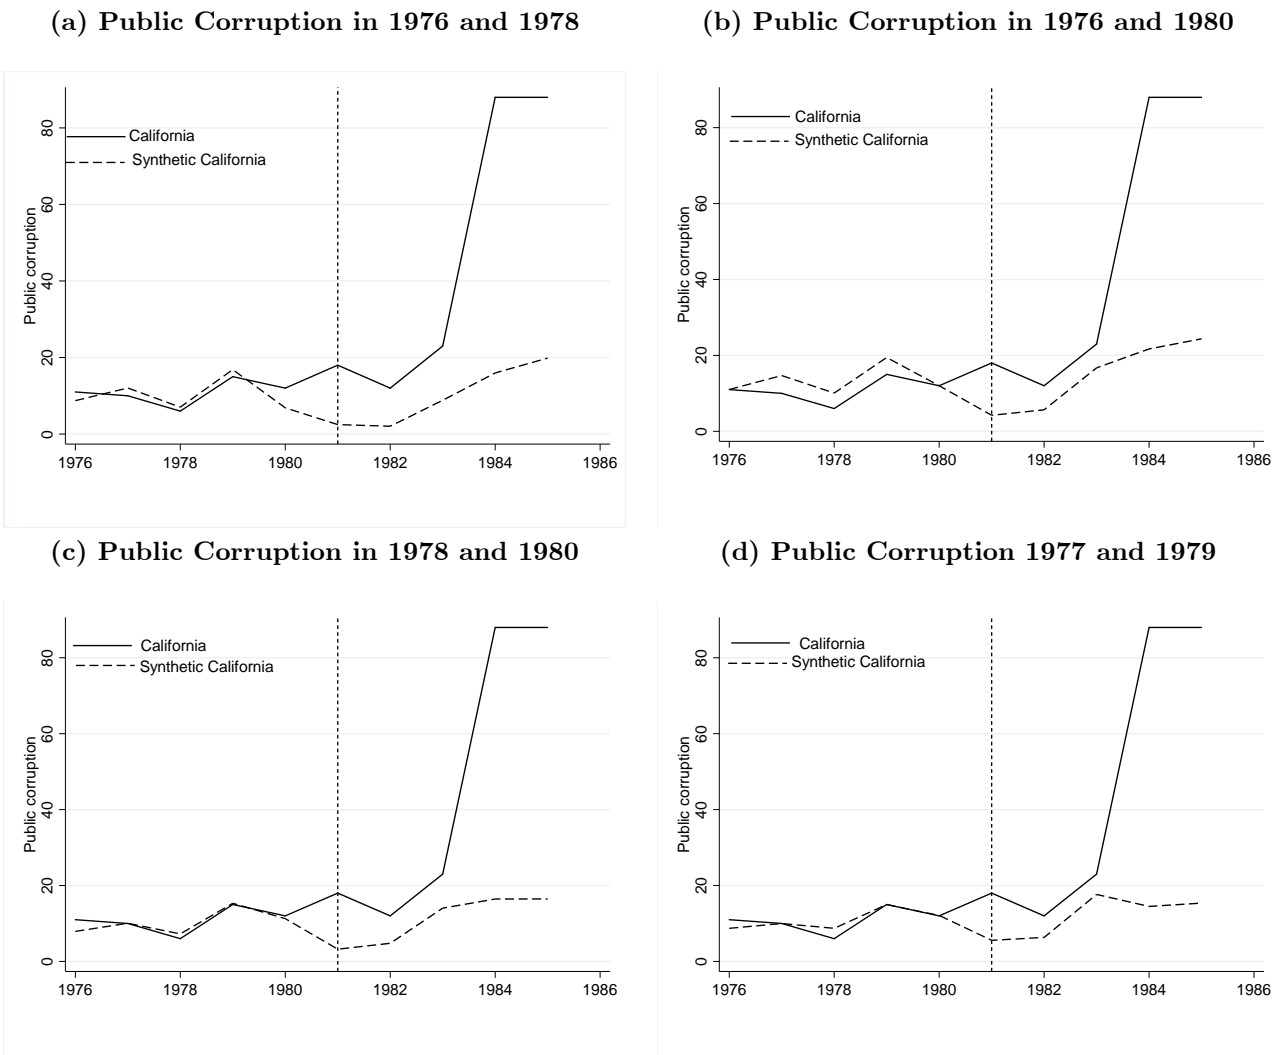 (a) Public Corruption in 1976 and 1978
California
Synthetic California
Public corruption
80
60
40
20
0
1976 1978 1980 1982 1984 1986
(b) Public Corruption in 1976 and 1980
California
Synthetic California
Public corruption
80
60
40
20
0
1976 1978 1980 1982 1984 1986
(c) Public Corruption in 1978 and 1980
California
Synthetic California
Public corruption
80
60
40
20
0
1976 1978 1980 1982 1984 1986
(d) Public Corruption 1977 and 1979
California
Synthetic California
Public corruption
80
60
40
20
0
1976 1978 1980 1982 1984 1986